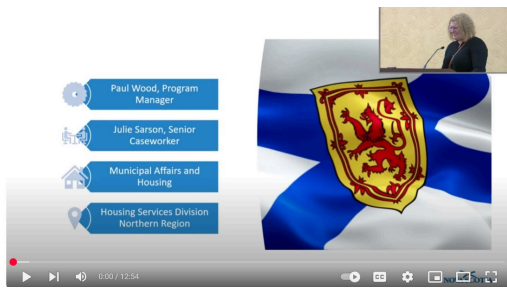 Paul Wood, Program
Manager
Julie Sarson, Senior
Caseworker
Municipal Affairs and
Housing
Housing Services Division
Northern Region
0:00 / 12:54
CC